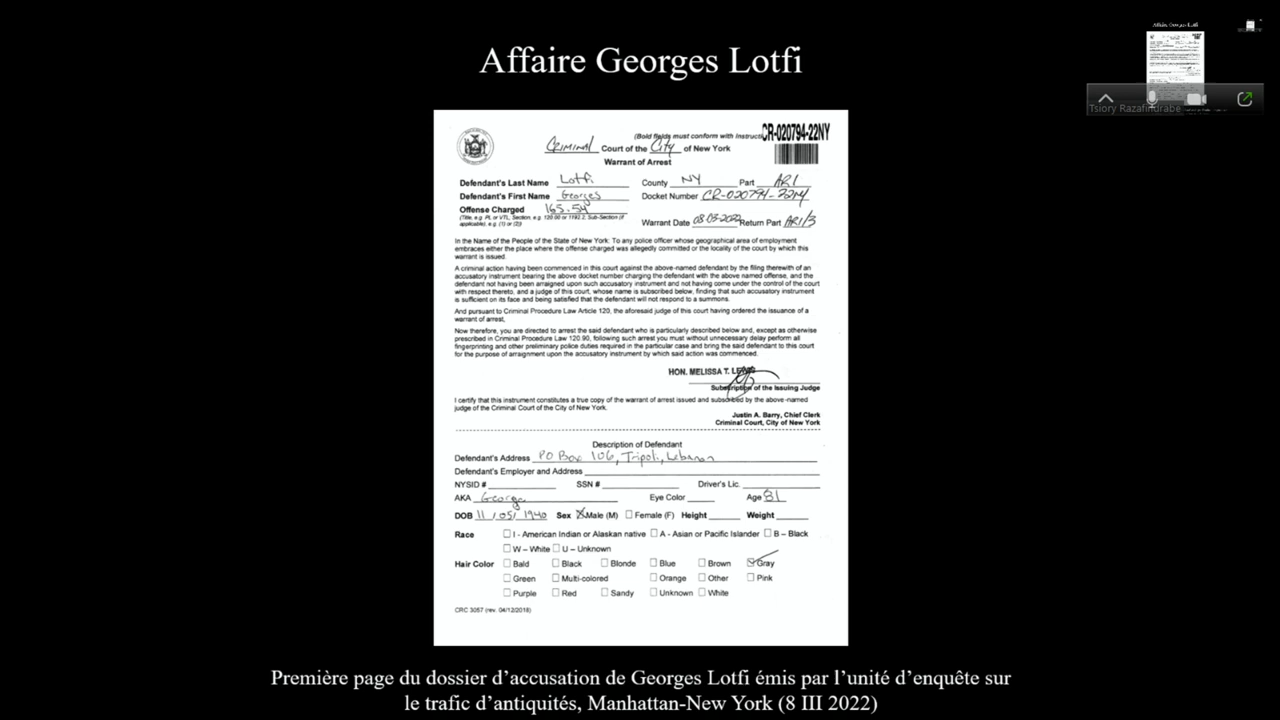 Affaire Georges Lotfi
Tsiory Razafindrabe
(Bold fields must conform with Instructi
CR-020794-22NY
Criminal Court of the City of New York
Warrant of Arrest
Defendant's Last Name Lotfi County NY Part AR1
Defendant's First Name Georges Docket Number CR-020794-22NY
Offense Charged 165.54
(Title, e.g. PL or VTL, Section, e.g. 120.00 or 1192.2, Sub-Section (if applicable), e.g. (1) or (2))
Warrant Date 08-03-2022 Return Part AR1/3
In the Name of the People of the State of New York: To any police officer whose geographical area of employment
embraces either the place where the offense charged was allegedly committed or the locality of the court by which this
warrant is issued.
A criminal action having been commenced in this court against the above-named defendant by the filing therewith of an
accusatory instrument bearing the above docket number charging the defendant with the above named offense, and the
defendant not having been arraigned upon such accusatory instrument and not having come under the control of the court
with respect thereto, and a judge of this court, whose name is subscribed below, finding that such accusatory instrument
is sufficient on its face and being satisfied that the defendant will not respond to a summons.
And pursuant to Criminal Procedure Law Article 120, the aforesaid judge of this court having ordered the issuance of a
warrant of arrest,
Now therefore, you are directed to arrest the said defendant who is particularly described below and, except as otherwise
prescribed in Criminal Procedure Law 120.90, following such arrest you must without unnecessary delay perform all
fingerprinting and other preliminary police duties required in the particular case and bring the said defendant to this court
for the purpose of arraignment upon the accusatory instrument by which said action was commenced.
HON. MELISSA T. LEWIS
Subscription of the Issuing Judge
I certify that this instrument constitutes a true copy of the warrant of arrest issued and subscribed by the above-named
judge of the Criminal Court of the City of New York.
Justin A. Barry, Chief Clerk
Criminal Court, City of New York
Description of Defendant
Defendant's Address PO Box 106, Tripoli, Lebanon
Defendant's Employer and Address
NYSID # SSN # Driver's Lic.
AKA George Eye Color Age 81
DOB 11/05/1940 Sex Male (M) Female (F) Height Weight
Race I - American Indian or Alaskan native A - Asian or Pacific Islander B – Black
W – White U – Unknown
Hair Color Bald Black Blonde Blue Brown Gray
Green Multi-colored Orange Other Pink
Purple Red Sandy Unknown White
CRC 3057 (rev. 04/12/2018)
Première page du dossier d'accusation de Georges Lotfi émis par l'unité d'enquête sur
le trafic d'antiquités, Manhattan-New York (8 III 2022)